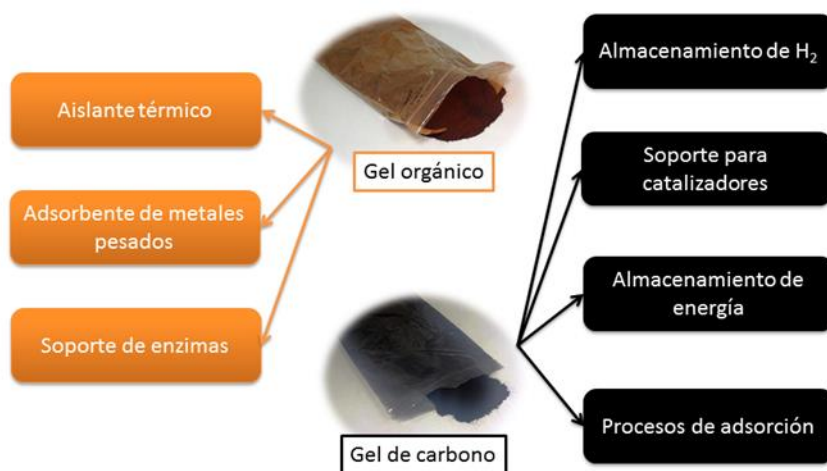 Aislante térmico
Adsorbente de metales
pesados
Soporte de enzimas
Gel orgánico
Gel de carbono
Almacenamiento de H₂
Soporte para
catalizadores
Almacenamiento de
energía
Procesos de adsorción